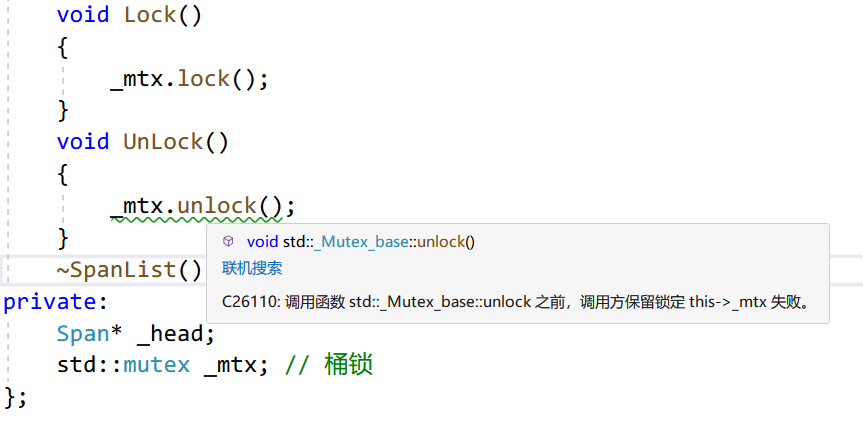 void Lock()
{
_mtx.lock();
}
void UnLock()
{
_mtx.unlock();
}
void std::_Mutex_base::unlock()
联机搜索
C26110: 调用函数 std::_Mutex_base::unlock 之前，调用方保留锁定 this->_mtx 失败。
~SpanList()
private:
Span* _head;
std::mutex _mtx; // 桶锁
};